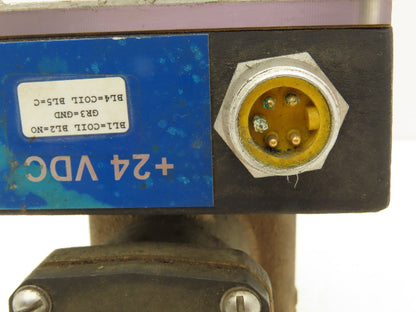 +24 VDC
BL1=COIL BL2=NO
GR3=GND
BL4=COIL BL5=C